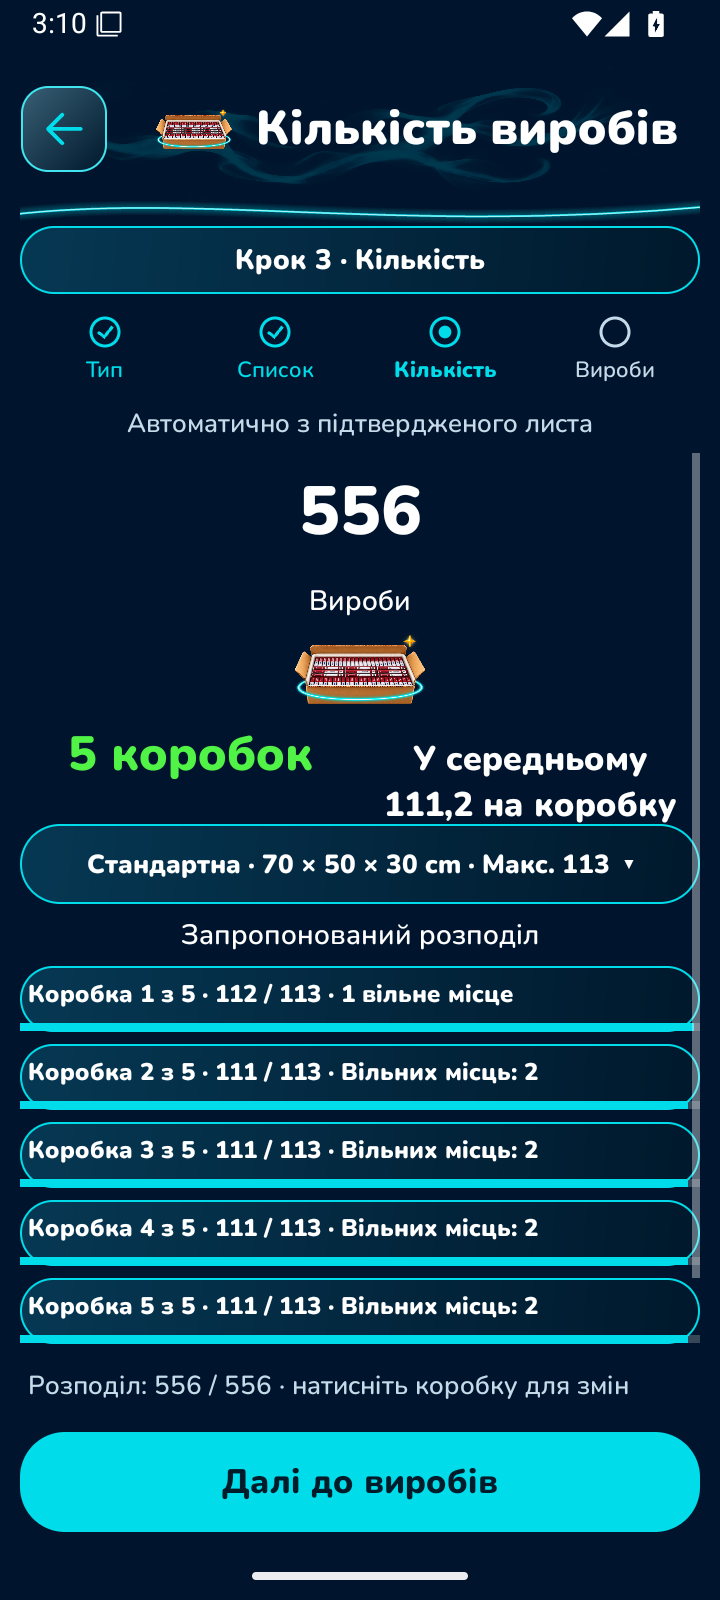 3:10
Кількість виробів
Крок 3 · Кількість
Тип
Список
Кількість
Вироби
Автоматично з підтвердженого листа
556
Вироби
5 коробок
У середньому
111,2 на коробку
Стандартна · 70 × 50 × 30 cm · Макс. 113 ▼
Запропонований розподіл
Коробка 1 з 5 · 112 / 113 · 1 вільне місце
Коробка 2 з 5 · 111 / 113 · Вільних місць: 2
Коробка 3 з 5 · 111 / 113 · Вільних місць: 2
Коробка 4 з 5 · 111 / 113 · Вільних місць: 2
Коробка 5 з 5 · 111 / 113 · Вільних місць: 2
Розподіл: 556 / 556 · натисніть коробку для змін
Далі до виробів